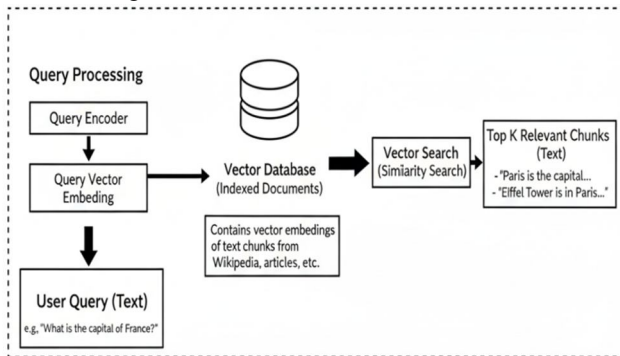 Query Processing
Query Encoder
Query Vector
Embeding
User Query (Text)
e.g, "What is the capital of France?"
Vector Database
(Indexed Documents)
Contains vector embeddings
of text chunks from
Wikipedia, articles, etc.
Vector Search
(Simiarity Search)
Top K Relevant Chunks
(Text)
- "Paris is the capital...
- "Eiffel Tower is in Paris..."